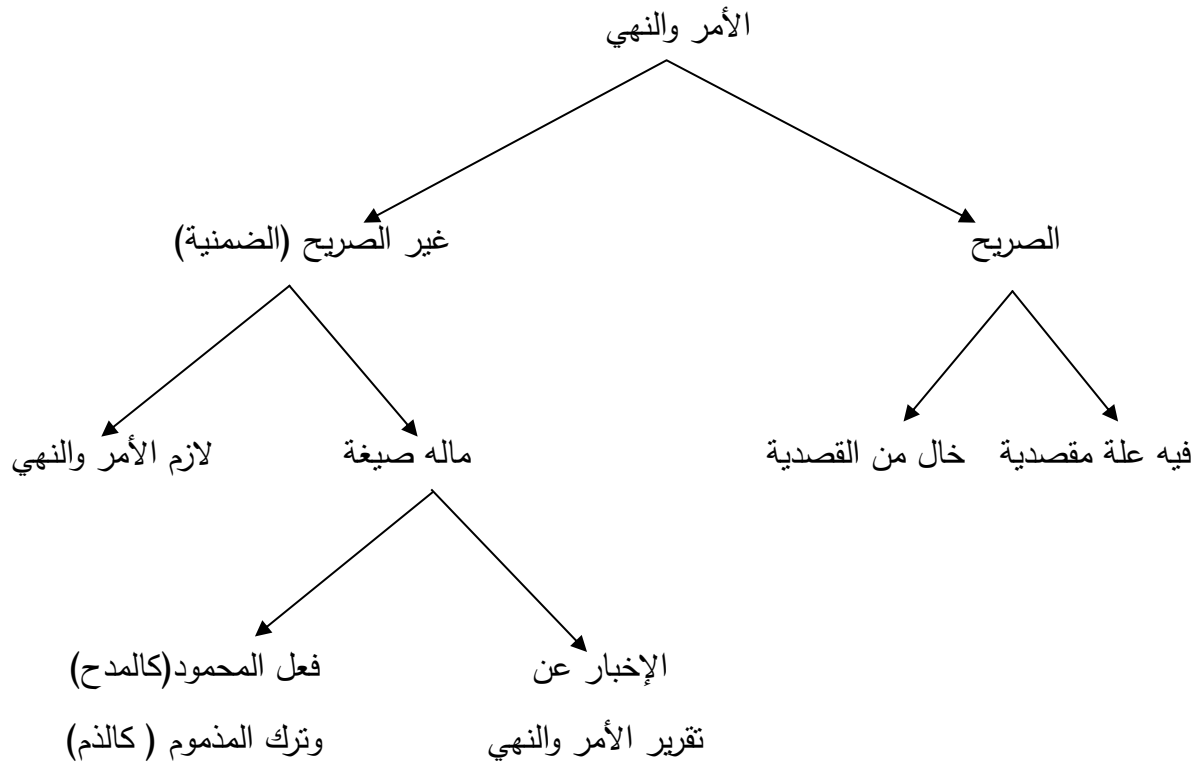 الأمر والنهي
الصريح
غير الصريح (الضمنية)
فيه علة مقصدية
خال من القصدية
ماله صيغة
لازم الأمر والنهي
الإخبار عن
تقرير الأمر والنهي
فعل المحمود(كالمدح)
وترك المذموم ( كالذم)